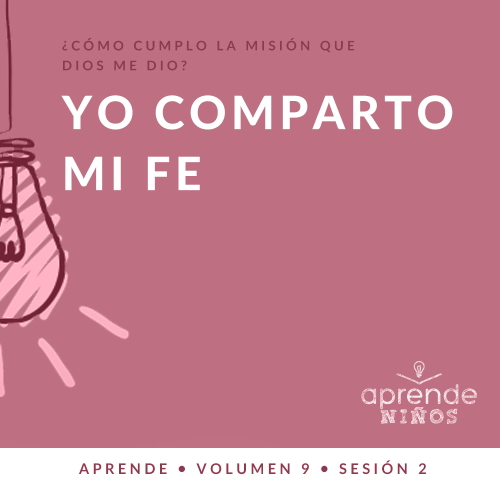 ¿CÓMO CUMPLO LA MISIÓN QUE
DIOS ME DIO?
YO COMPARTO
MI FE
aprende
NIÑOS
APRENDE • VOLUMEN 9 • SESIÓN 2